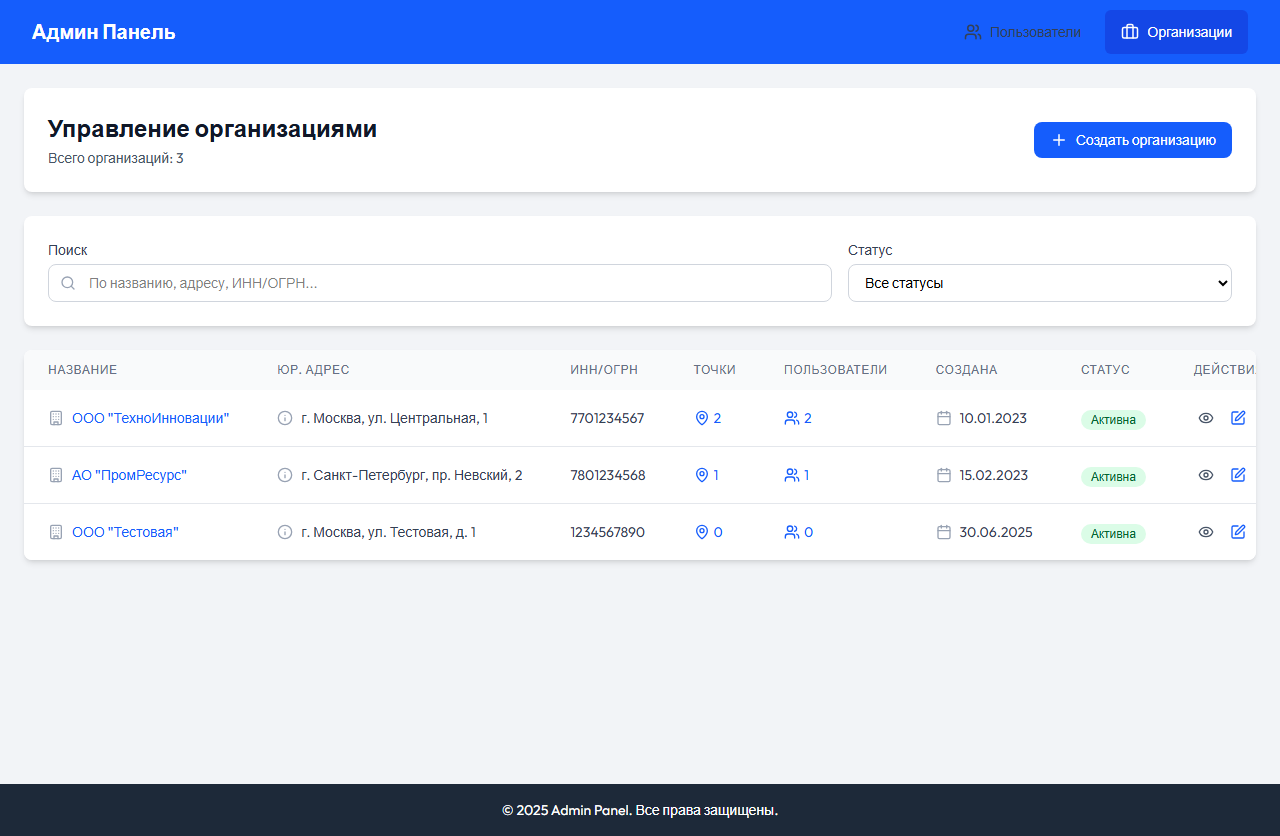 Админ Панель
Пользователи
Организации
Управление организациями
Всего организаций: 3
Создать организацию
Поиск
Статус
По названию, адресу, ИНН/ОГРН...
Все статусы
НАЗВАНИЕ ЮР. АДРЕС ИНН/ОГРН ТОЧКИ ПОЛЬЗОВАТЕЛИ СОЗДАНА СТАТУС ДЕЙСТВИ
ООО "ТехноИнновации" г. Москва, ул. Центральная, 1 7701234567 2 2 10.01.2023 Активна
АО "ПромРесурс" г. Санкт-Петербург, пр. Невский, 2 7801234568 1 1 15.02.2023 Активна
ООО "Тестовая" г. Москва, ул. Тестовая, д. 1 1234567890 0 0 30.06.2025 Активна
© 2025 Admin Panel. Все права защищены.